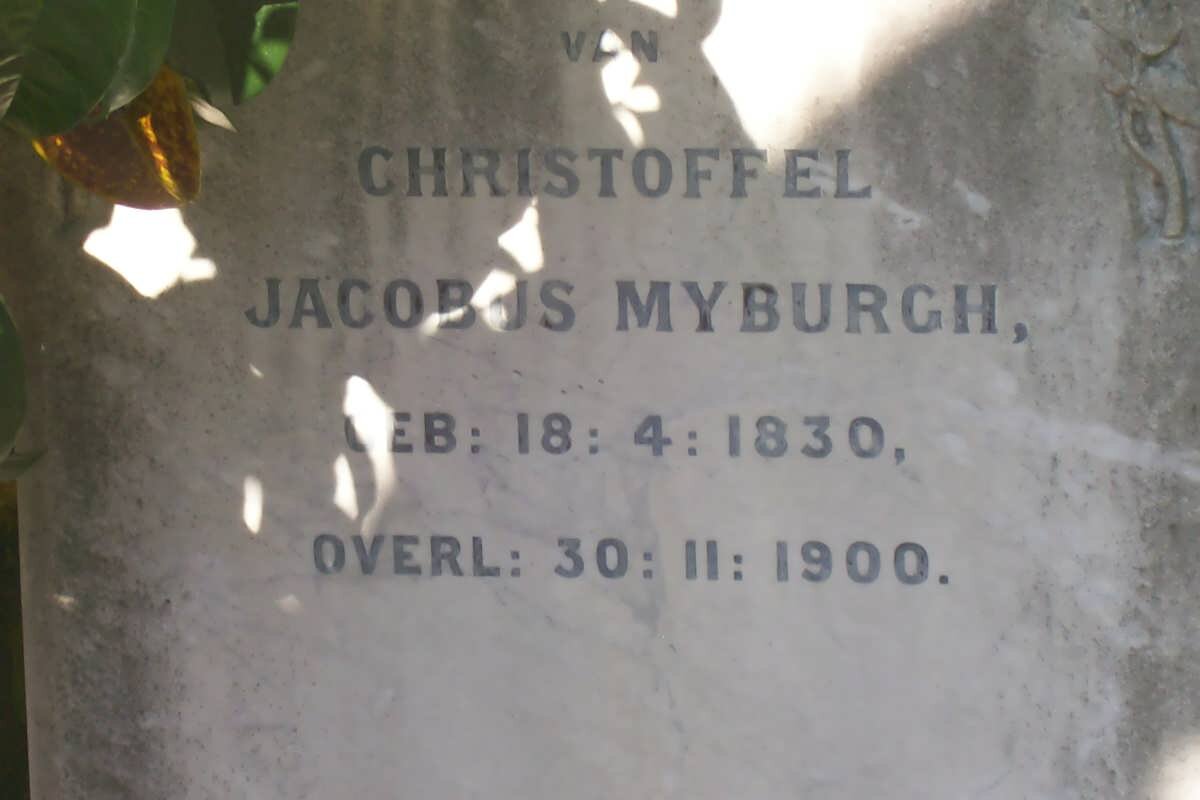 VAN
CHRISTOFFEL
JACOBUS MYBURGH,
GEB: 18: 4: 1830,
OVERL: 30: 11: 1900.